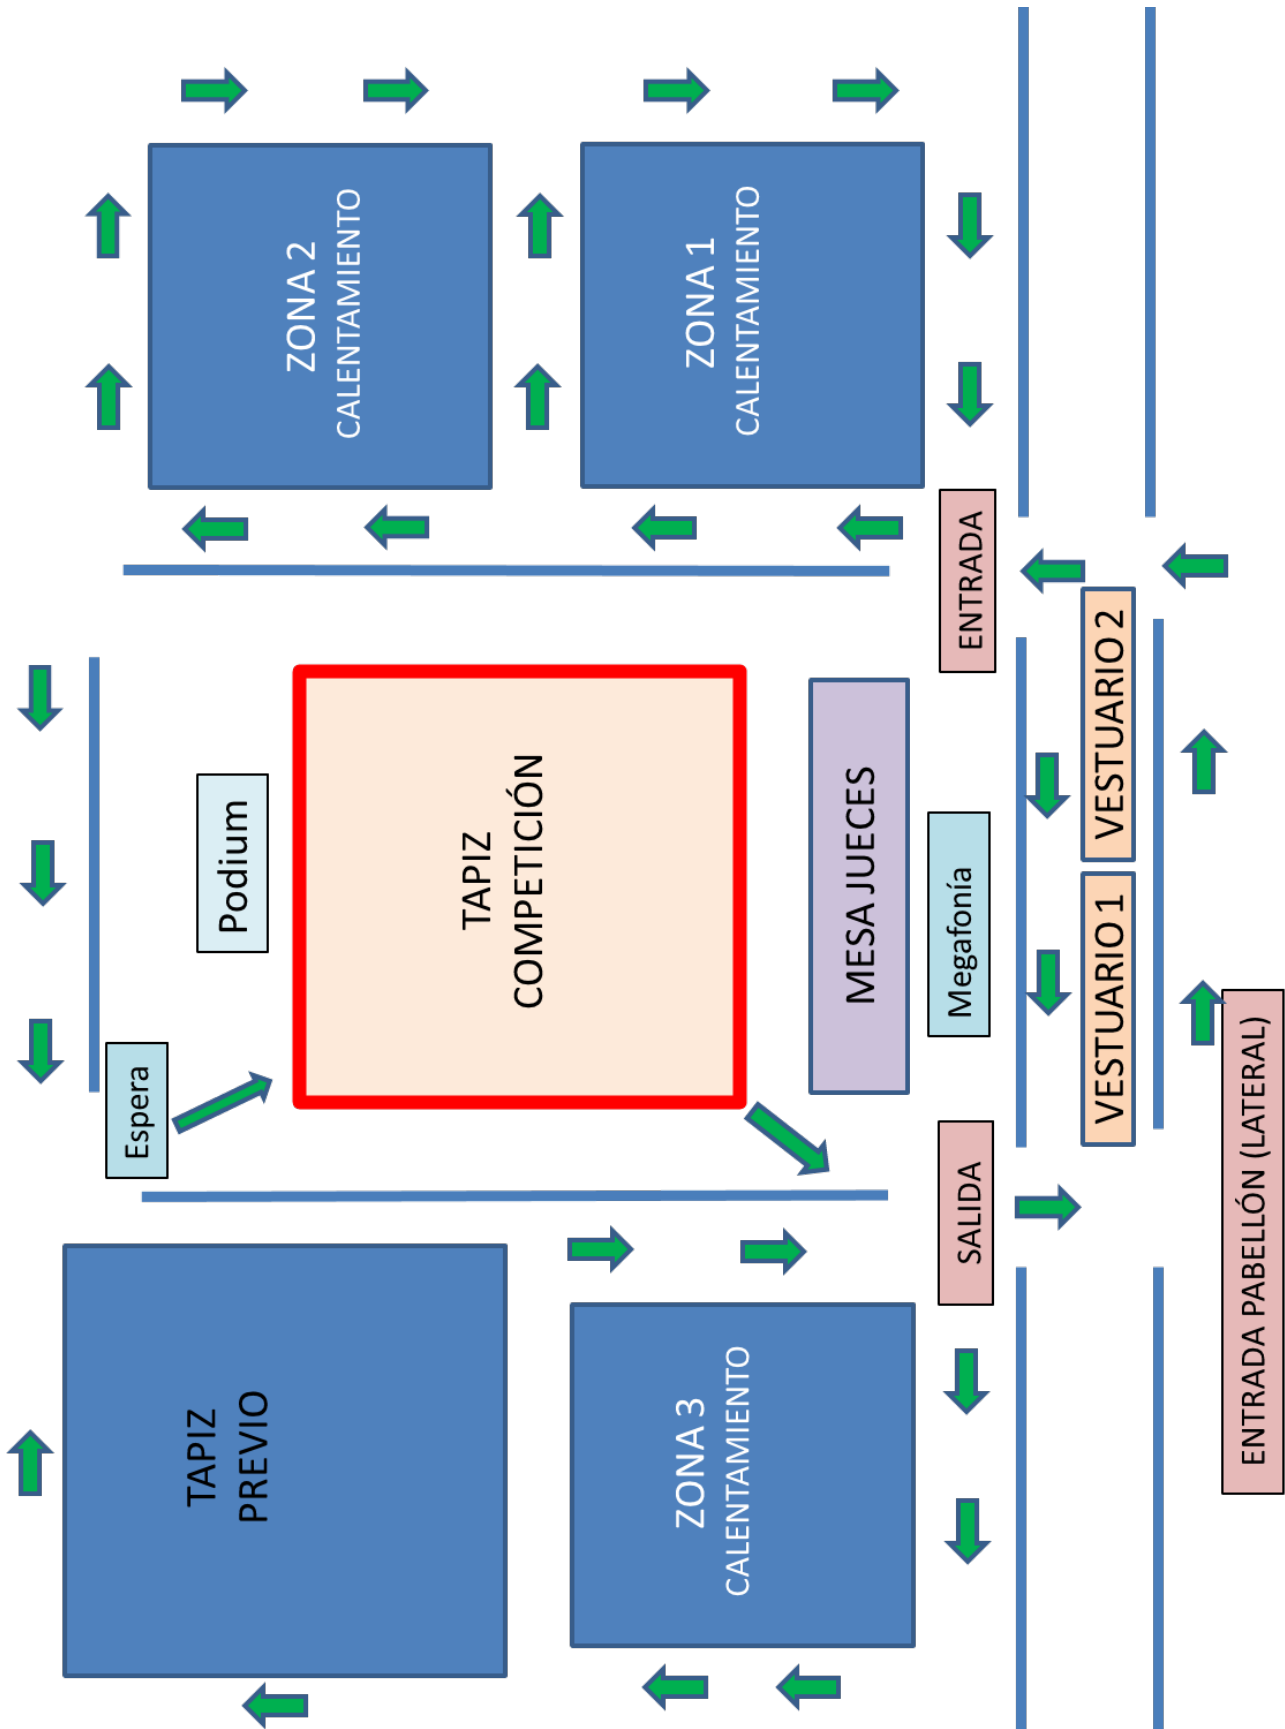 ZONA 2
CALENTAMIENTO
ZONA 1
CALENTAMIENTO
ENTRADA
Podium
TAPIZ
COMPETICIÓN
MESA JUECES
Megafonía
VESTUARIO 2
VESTUARIO 1
Espera
SALIDA
TAPIZ
PREVIO
ZONA 3
CALENTAMIENTO
ENTRADA PABELLÓN (LATERAL)